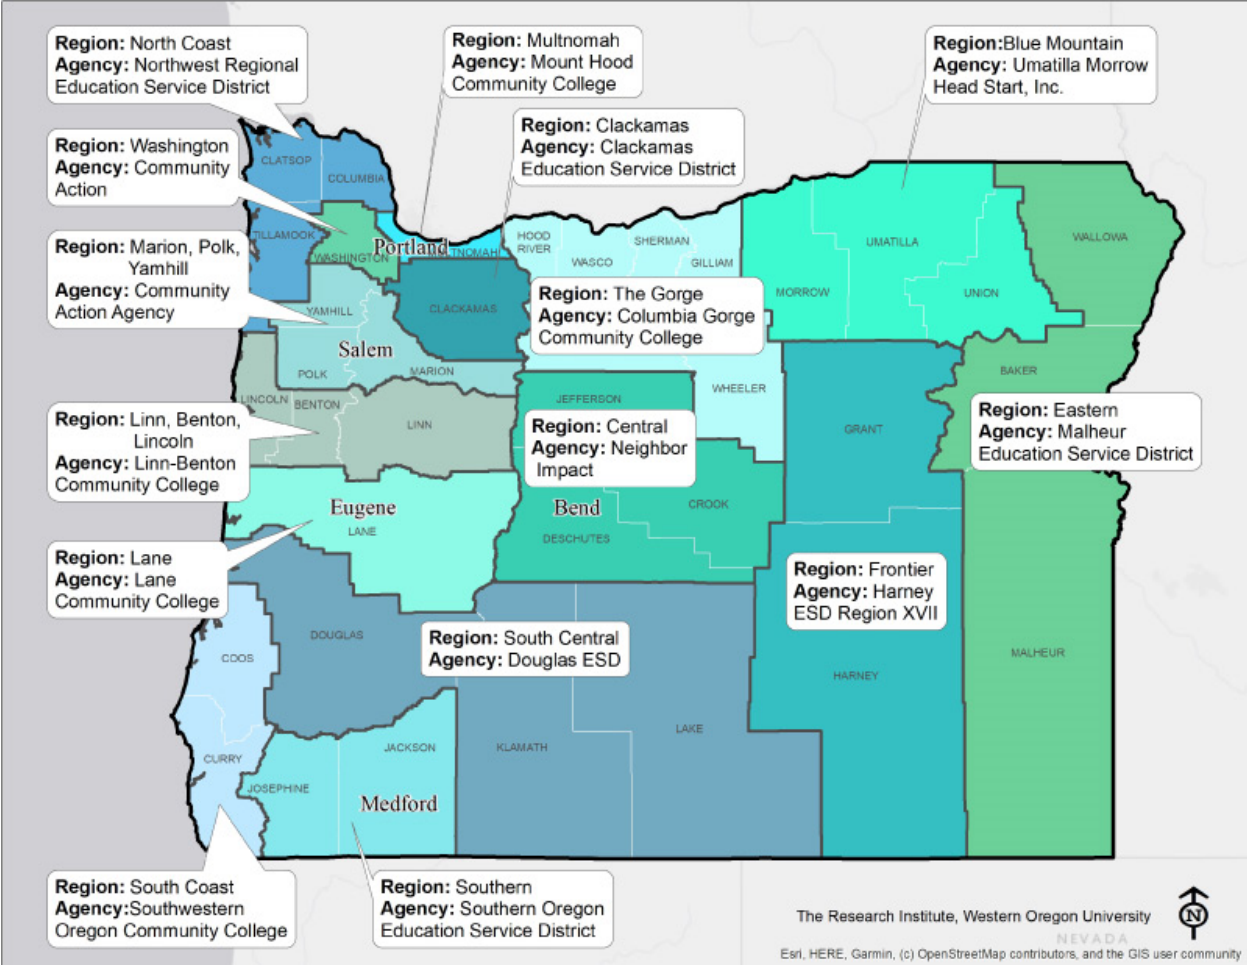 Region: North Coast
Agency: Northwest Regional
Education Service District
Region: Multnomah
Agency: Mount Hood
Community College
Region:Blue Mountain
Agency: Umatilla Morrow
Head Start, Inc.
Region: Washington
Agency: Community
Action
Region: Clackamas
Agency: Clackamas
Education Service District
Region: Marion, Polk,
Yamhill
Agency: Community
Action Agency
Region: The Gorge
Agency: Columbia Gorge
Community College
Region: Linn, Benton,
Lincoln
Agency: Linn-Benton
Community College
Region: Central
Agency: Neighbor
Impact
Region: Eastern
Agency: Malheur
Education Service District
Region: Lane
Agency: Lane
Community College
Region: Frontier
Agency: Harney
ESD Region XVII
Region: South Central
Agency: Douglas ESD
Region: South Coast
Agency:Southwestern
Oregon Community College
Region: Southern
Agency: Southern Oregon
Education Service District
CLATSOP
COLUMBIA
TILLAMOOK
WASHINGTON
Portland
HOOD
RIVER
WASCO
SHERMAN
GILLIAM
MORROW
UMATILLA
UNION
WALLOWA
YAMHILL
CLACKAMAS
Salem
POLK
MARION
LINCOLN
BENTON
LINN
JEFFERSON
WHEELER
GRANT
BAKER
Eugene
LANE
Bend
CROOK
DESCHUTES
DOUGLAS
COOS
CURRY
JOSEPHINE
JACKSON
Medford
KLAMATH
LAKE
HARNEY
MALHEUR
The Research Institute, Western Oregon University
N
NEVADA
Esri, HERE, Garmin, (c) OpenStreetMap contributors, and the GIS user community